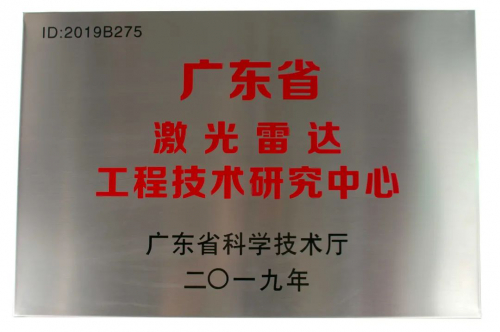 ID:2019B275
广东省
激光雷达
工程技术研究中心
广东省科学技术厅
二〇一九年